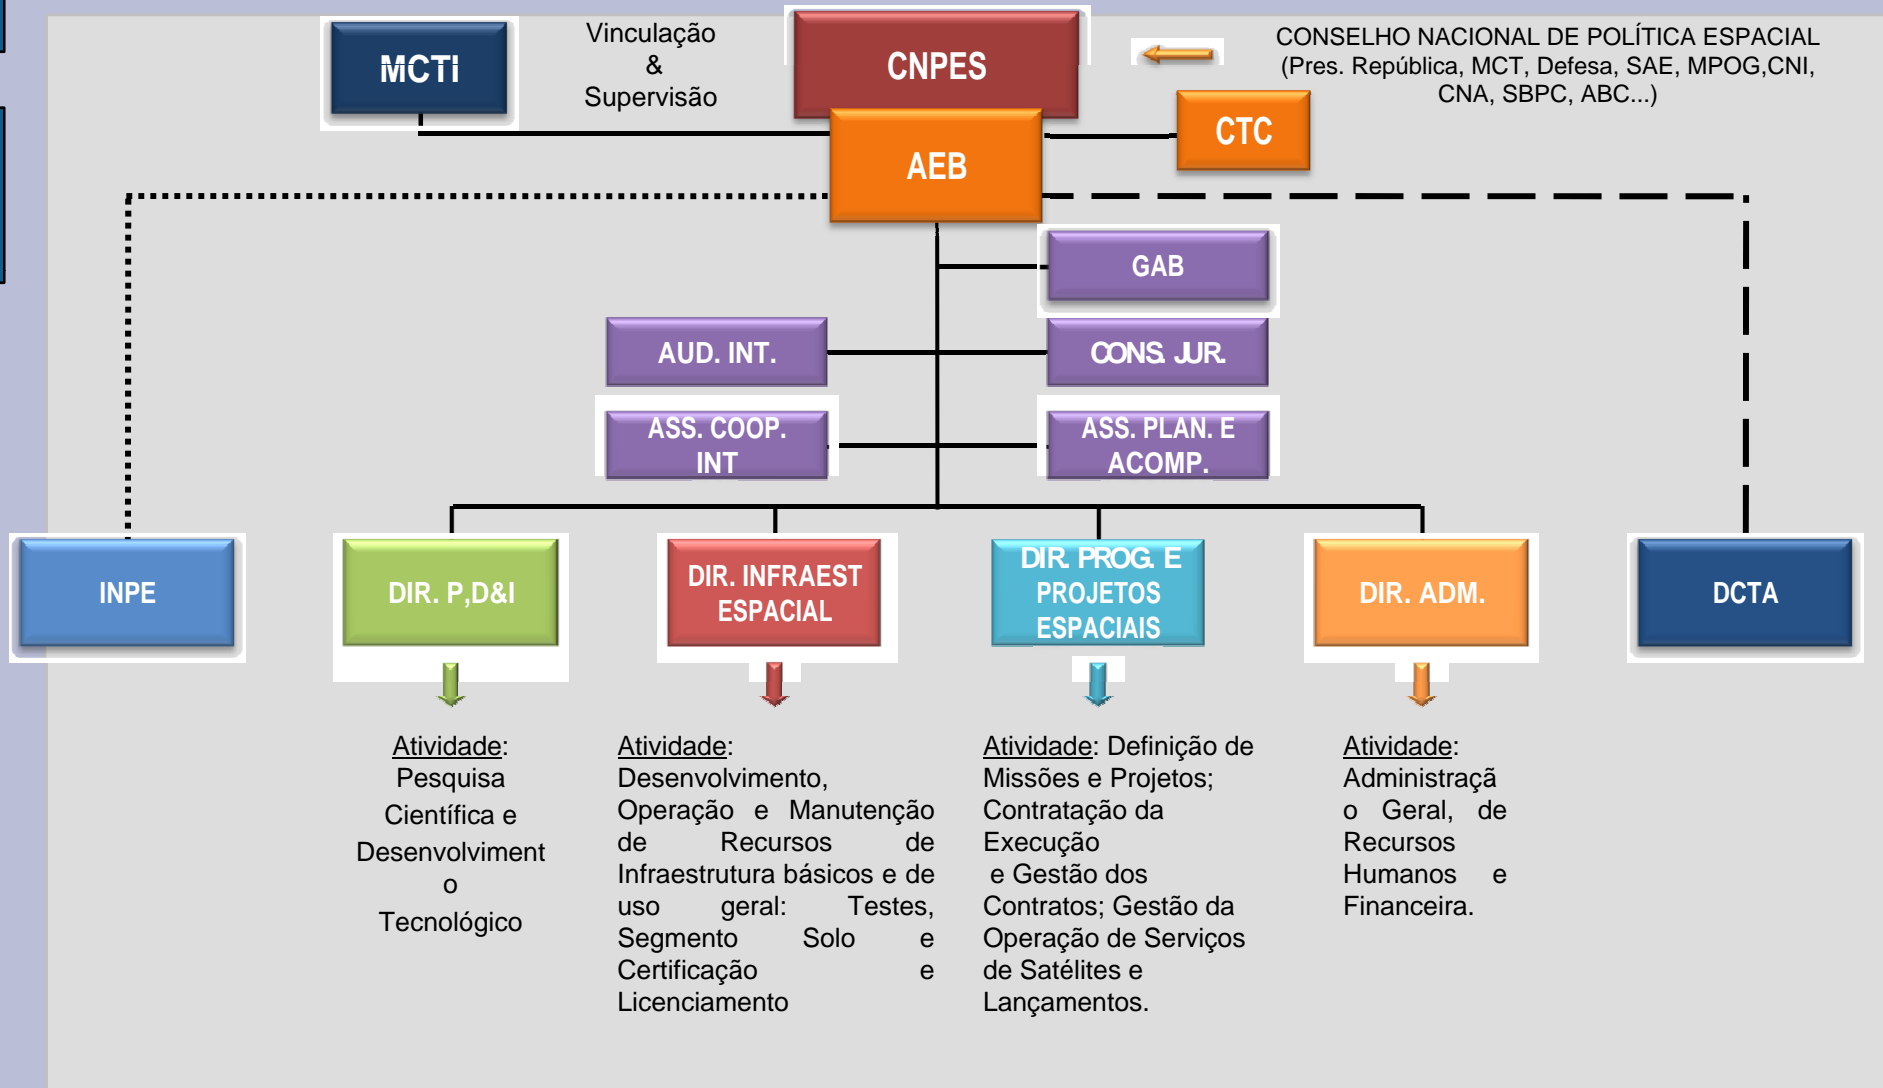 MCTI
Vinculação
&
Supervisão
CNPES
CONSELHO NACIONAL DE POLÍTICA ESPACIAL
(Pres. República, MCT, Defesa, SAE, MPOG,CNI,
CNA, SBPC, ABC...)
CTC
AEB
GAB
AUD. INT.
CONS. JUR.
ASS. COOP.
INT
ASS. PLAN. E
ACOMP.
INPE
DIR. P,D&I
DIR. INFRAEST
ESPACIAL
DIR. PROG. E
PROJETOS
ESPACIAIS
DIR. ADM.
DCTA
Atividade:
Pesquisa
Científica e
Desenvolviment
o
Tecnológico
Atividade:
Desenvolvimento,
Operação e Manutenção
de Recursos de
Infraestrutura básicos e de
uso geral: Testes,
Segmento Solo e
Certificação e
Licenciamento
Atividade: Definição de
Missões e Projetos;
Contratação da
Execução
e Gestão dos
Contratos; Gestão da
Operação de Serviços
de Satélites e
Lançamentos.
Atividade:
Administraçã
o Geral, de
Recursos
Humanos e
Financeira.